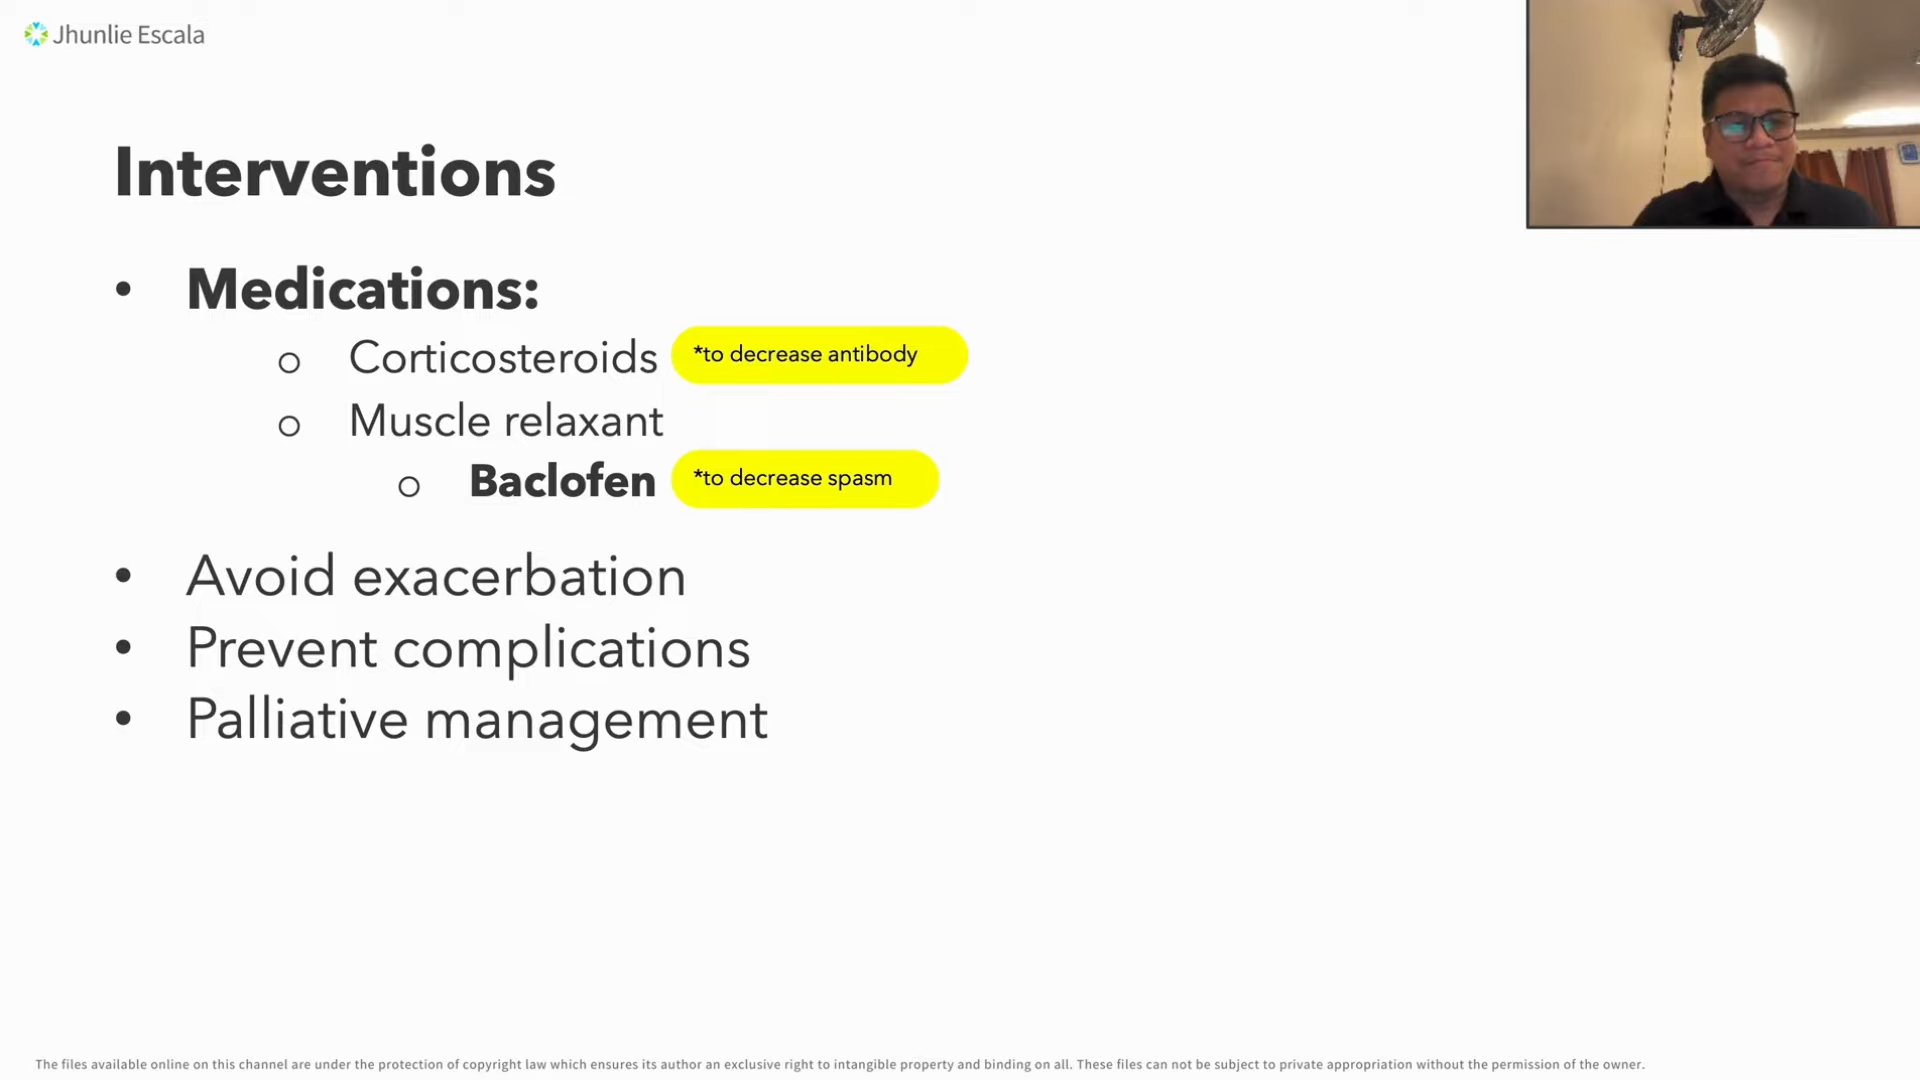 Jhunlie Escala
Interventions
• Medications:
o Corticosteroids *to decrease antibody
o Muscle relaxant
o Baclofen *to decrease spasm
• Avoid exacerbation
• Prevent complications
• Palliative management
The files available online on this channel are under the protection of copyright law which ensures its author an exclusive right to intangible property and binding on all. These files can not be subject to private appropriation without the permission of the owner.